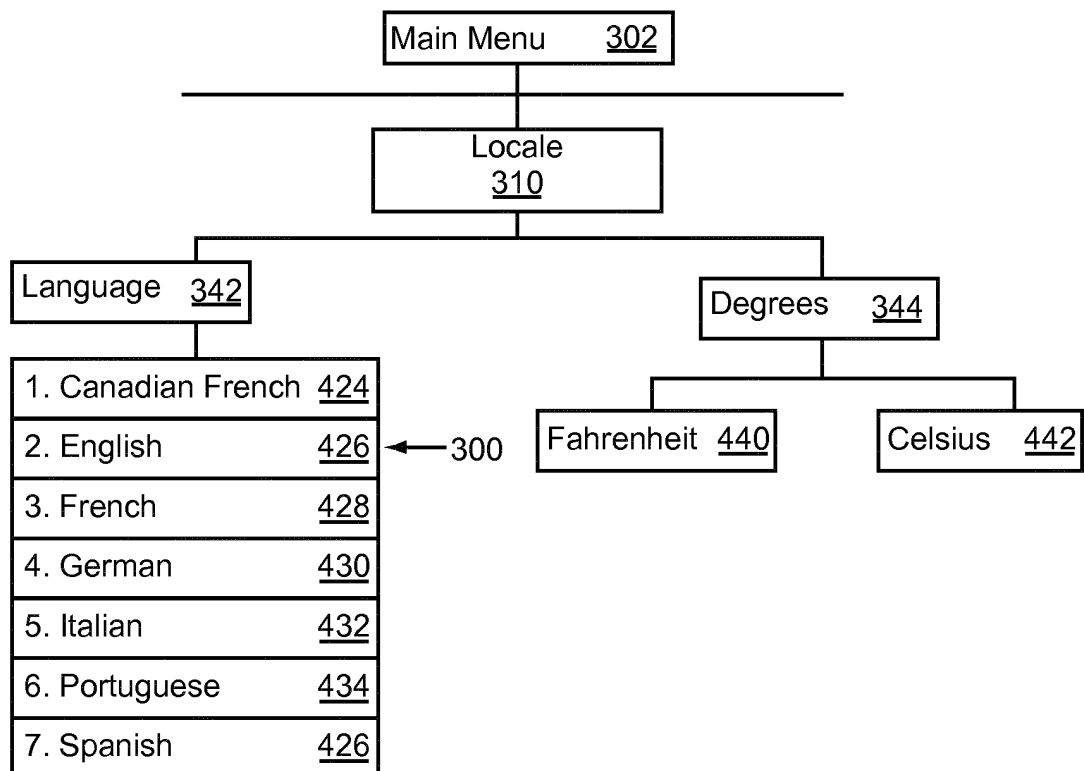 Main Menu 302
Locale
310
Language 342
Degrees 344
1. Canadian French 424
2. English 426
300
3. French 428
4. German 430
5. Italian 432
6. Portuguese 434
7. Spanish 426
Fahrenheit 440
Celsius 442